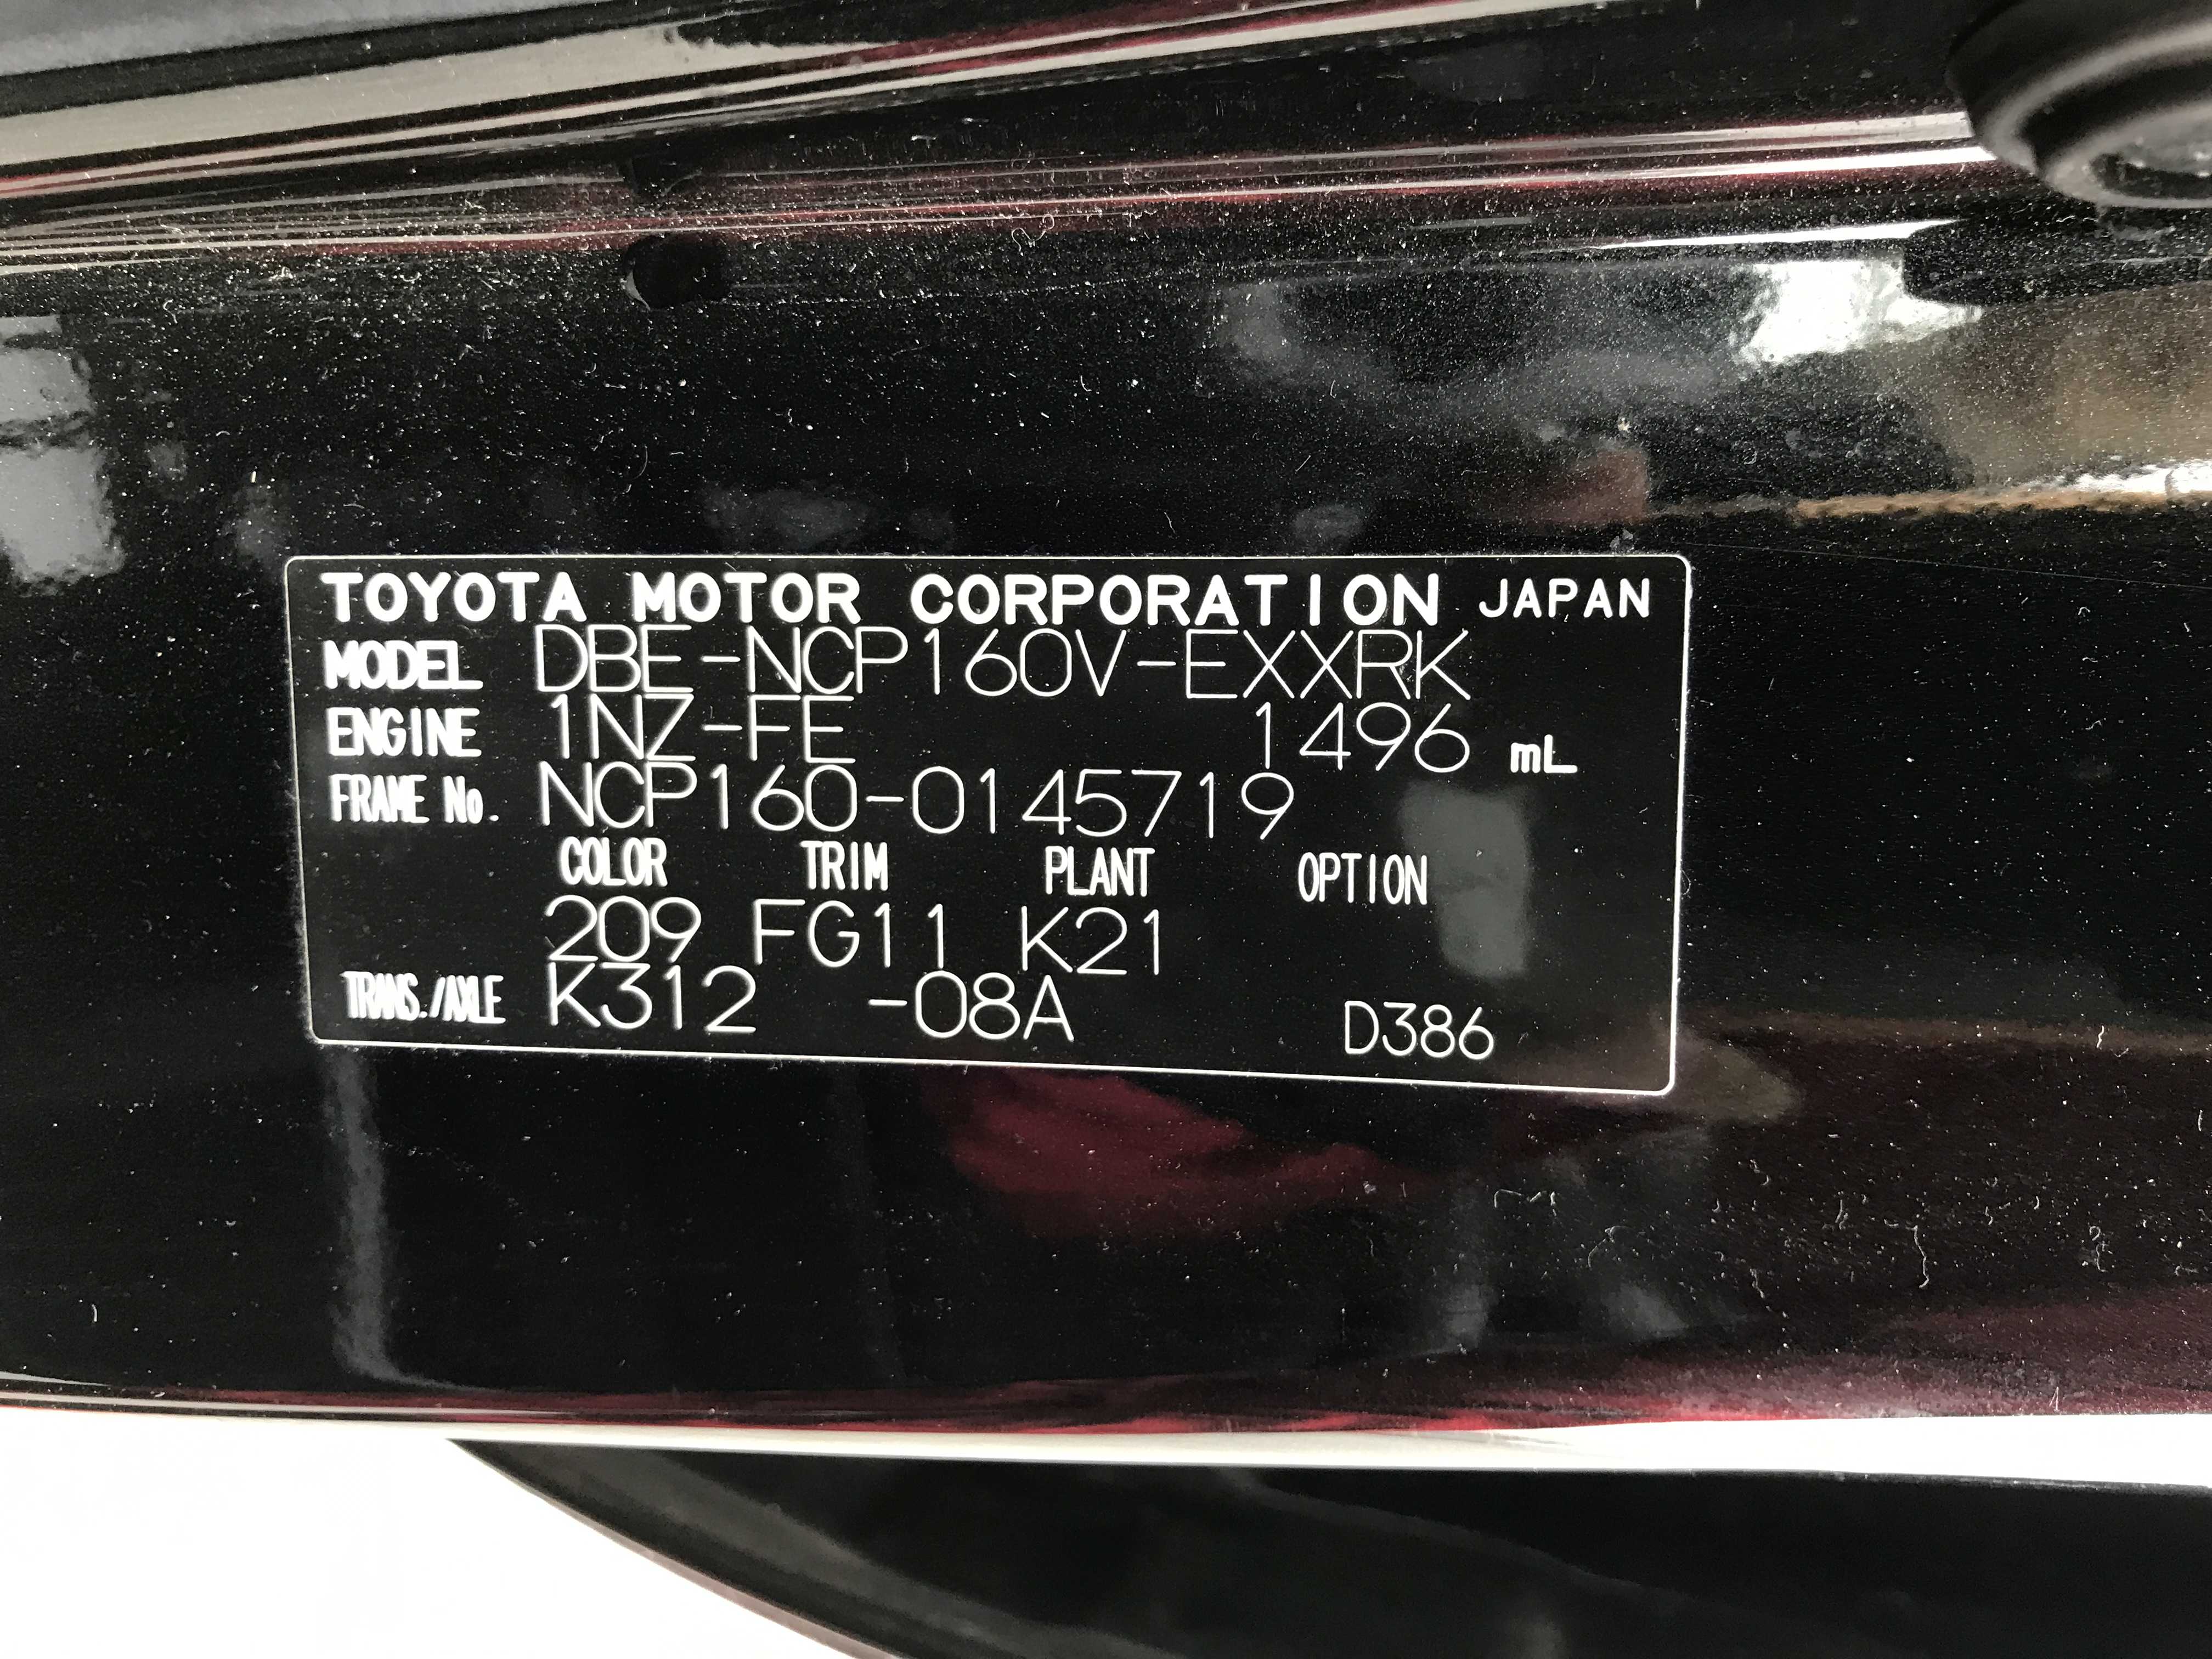 TOYOTA MOTOR CORPORATION JAPAN
MODEL DBE-NCP160V-EXXRK
ENGINE 1NZ-FE 1496 mL
FRAME No. NCP160-0145719
COLOR TRIM PLANT OPTION
209 FG11 K21
TRANS./AXLE K312 -08A D386